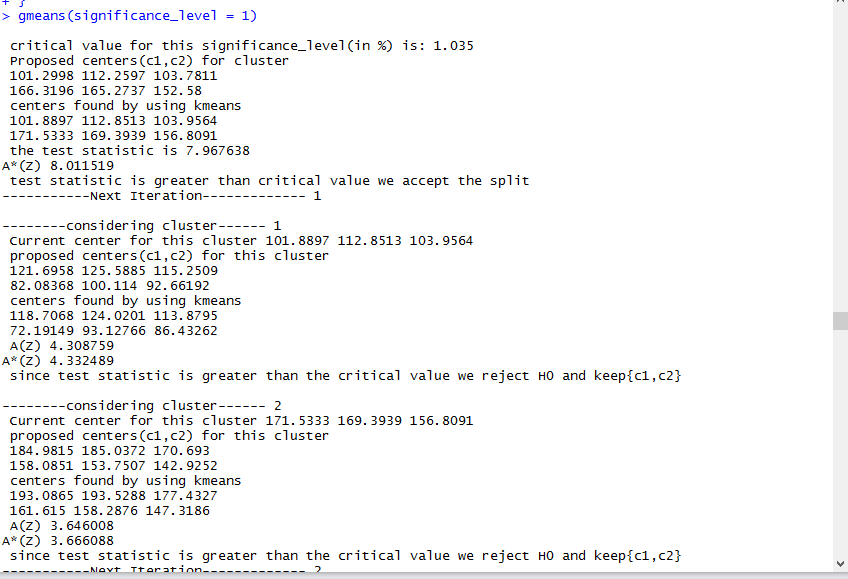 + }
> gmeans(significance_level = 1)
critical value for this significance_level(in %) is: 1.035
Proposed centers(c1,c2) for cluster
101.2998 112.2597 103.7811
166.3196 165.2737 152.58
centers found by using kmeans
101.8897 112.8513 103.9564
171.5333 169.3939 156.8091
the test statistic is 7.967638
A*(Z) 8.011519
test statistic is greater than critical value we accept the split
-----------Next Iteration------------- 1
--------considering cluster------ 1
Current center for this cluster 101.8897 112.8513 103.9564
proposed centers(c1,c2) for this cluster
121.6958 125.5885 115.2509
82.08368 100.114 92.66192
centers found by using kmeans
118.7068 124.0201 113.8795
72.19149 93.12766 86.43262
A(Z) 4.308759
A*(Z) 4.332489
since test statistic is greater than the critical value we reject H0 and keep{c1,c2}
--------considering cluster------ 2
Current center for this cluster 171.5333 169.3939 156.8091
proposed centers(c1,c2) for this cluster
184.9815 185.0372 170.693
158.0851 153.7507 142.9252
centers found by using kmeans
193.0865 193.5288 177.4327
161.615 158.2876 147.3186
A(Z) 3.646008
A*(Z) 3.666088
since test statistic is greater than the critical value we reject H0 and keep{c1,c2}
-----------Next Iteration------------- 2